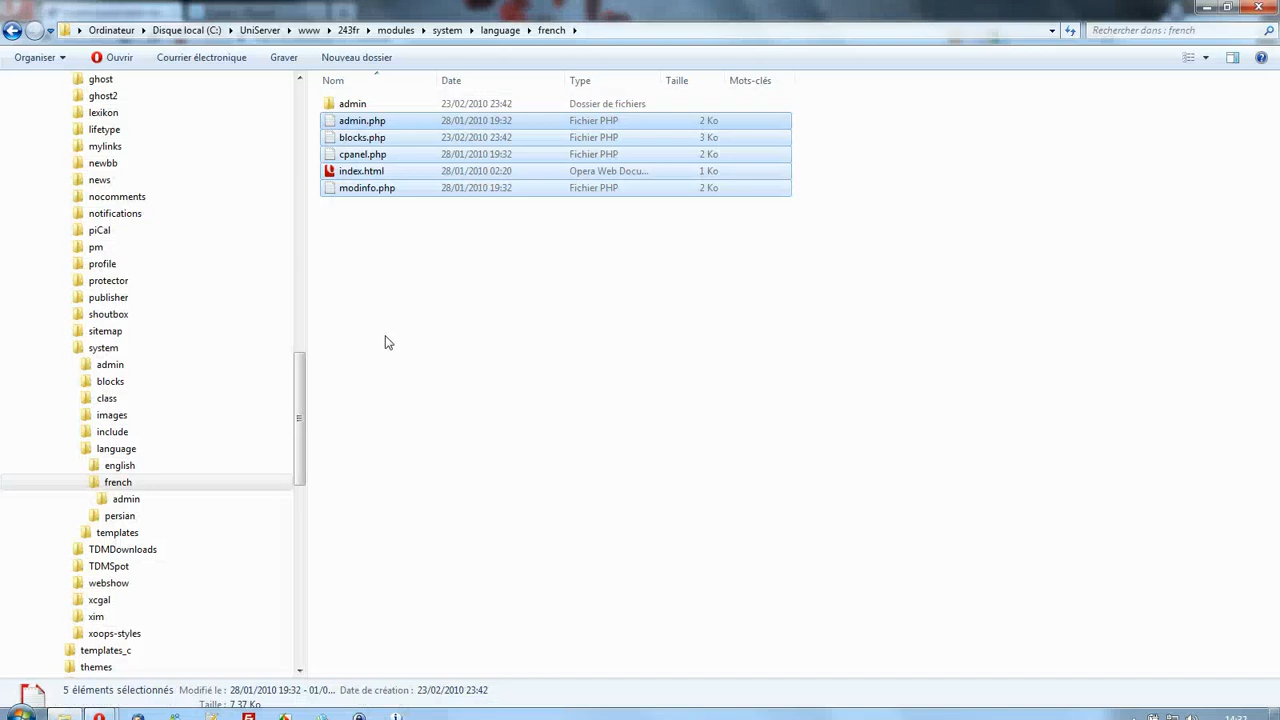 Ordinateur Disque local (C:) UniServer www 243fr modules system language french
Rechercher dans : french
Organiser Ouvrir Courrier électronique Graver Nouveau dossier
Nom Date Type Taille Mots-clés
ghost
ghost2
lexikon
lifetype
mylinks
newbb
news
nocomments
notifications
piCal
pm
profile
protector
publisher
shoutbox
sitemap
system
admin
blocks
class
images
include
language
english
french
admin
persian
templates
TDMDownloads
TDMSpot
webshow
xcgal
xim
xoops-styles
templates_c
themes
admin 23/02/2010 23:42 Dossier de fichiers
admin.php 28/01/2010 19:32 Fichier PHP 2 Ko
blocks.php 23/02/2010 23:42 Fichier PHP 3 Ko
cpanel.php 28/01/2010 19:32 Fichier PHP 2 Ko
index.html 28/01/2010 02:20 Opera Web Docu... 1 Ko
modinfo.php 28/01/2010 19:32 Fichier PHP 2 Ko
5 éléments sélectionnés Modifié le : 28/01/2010 19:32 - 01/0... Date de création : 23/02/2010 23:42
Taille : 7,37 Ko